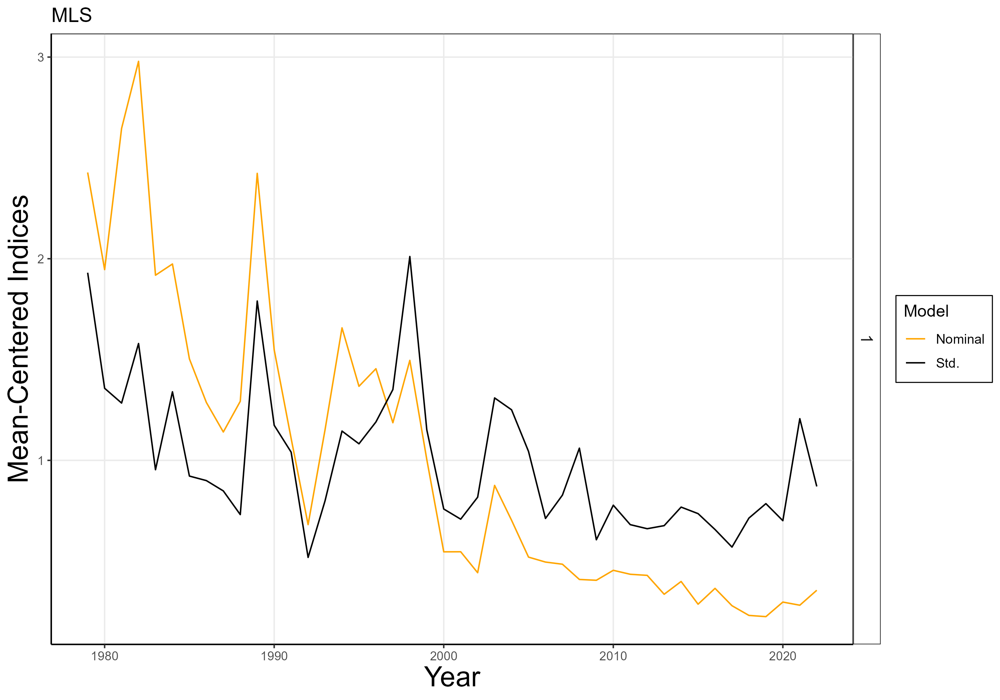 MLS
Mean-Centered Indices
3
2
1
1
1980 1990 2000 2010 2020
Year
Model
Nominal
Std.